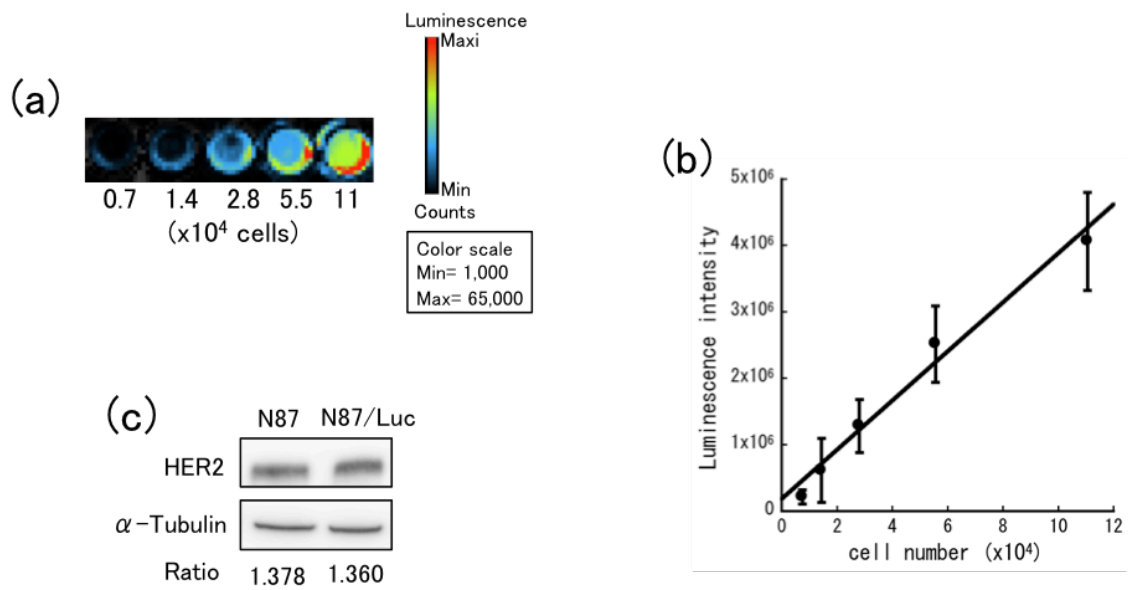 (a)
Luminescence
Maxi
Min
Counts
0.7 1.4 2.8 5.5 11
(x10⁴ cells)
Color scale
Min= 1,000
Max= 65,000
(b)
Luminescence intensity
5x10⁶
4x10⁶
3x10⁶
2x10⁶
1x10⁶
0
0 2 4 6 8 10 12
cell number (x10⁴)
(c)
N87 N87/Luc
HER2
α-Tubulin
Ratio 1.378 1.360